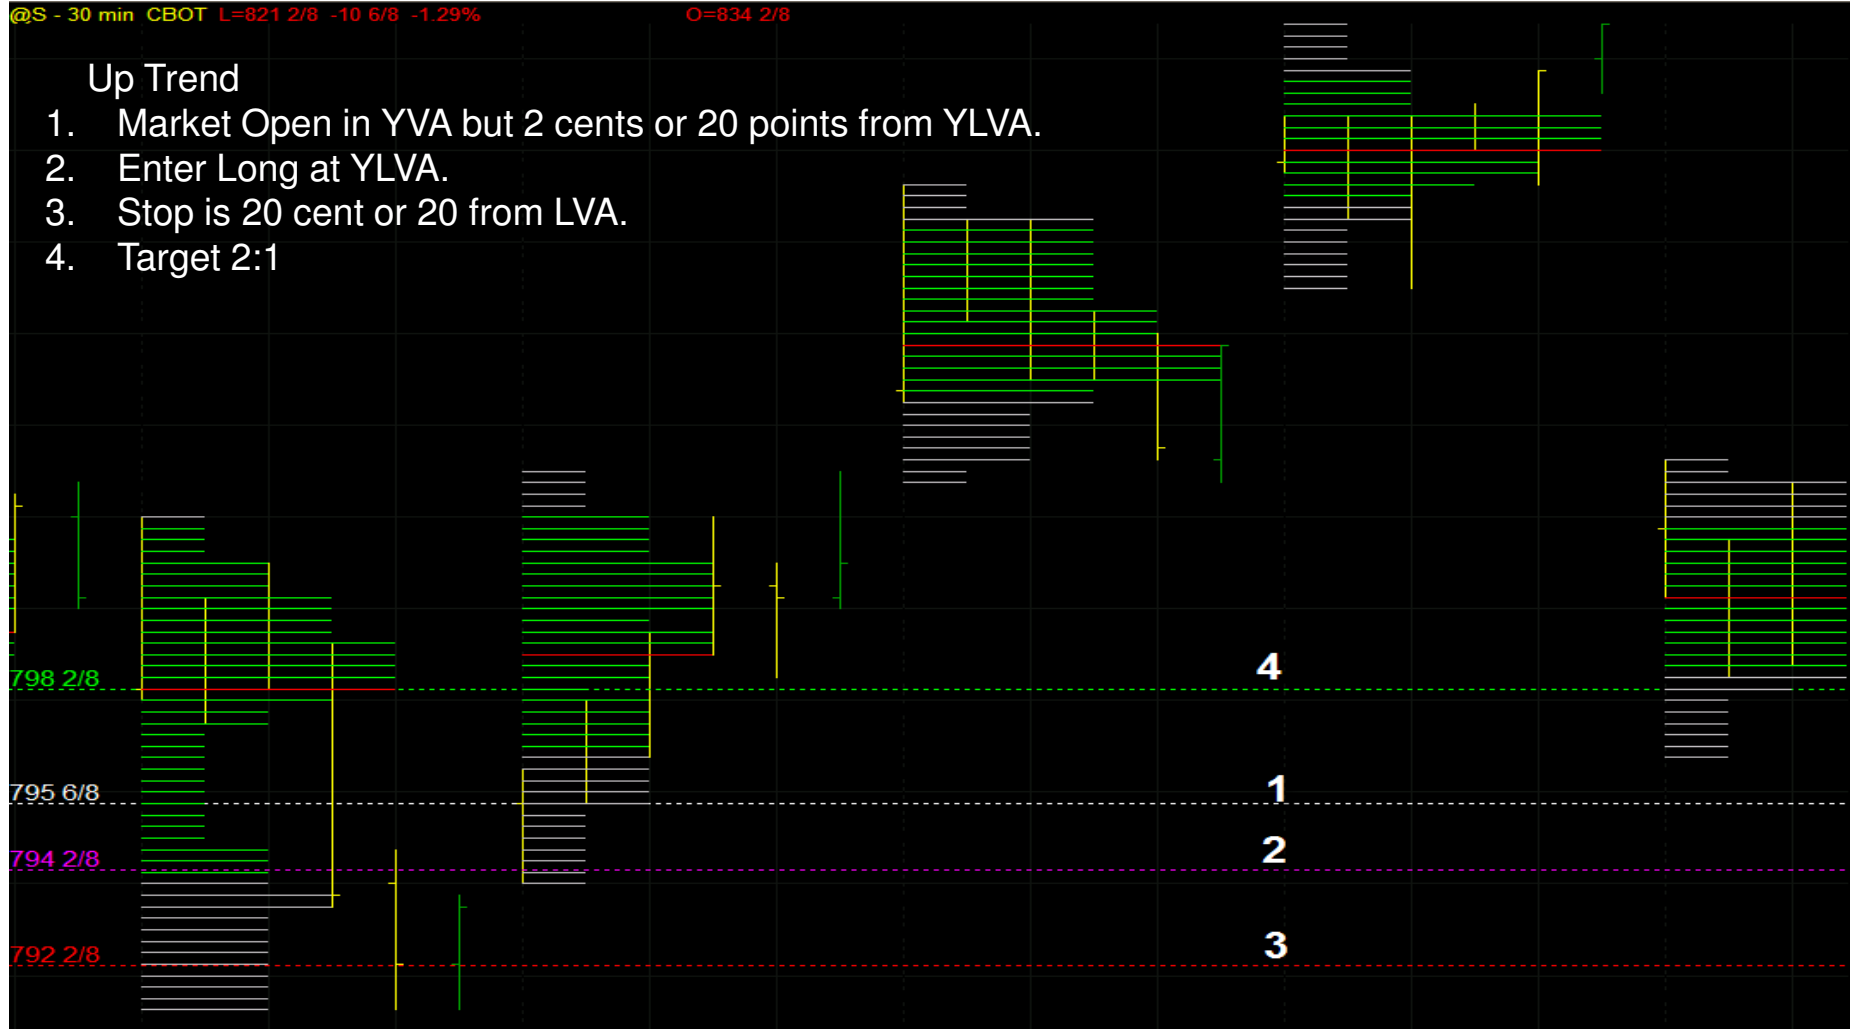 @S - 30 min CBOT L=821 2/8 -10 6/8 -1.29% O=834 2/8
Up Trend
1. Market Open in YVA but 2 cents or 20 points from YLVA.
2. Enter Long at YLVA.
3. Stop is 20 cent or 20 from LVA.
4. Target 2:1
798 2/8 4
795 6/8 1
794 2/8 2
792 2/8 3